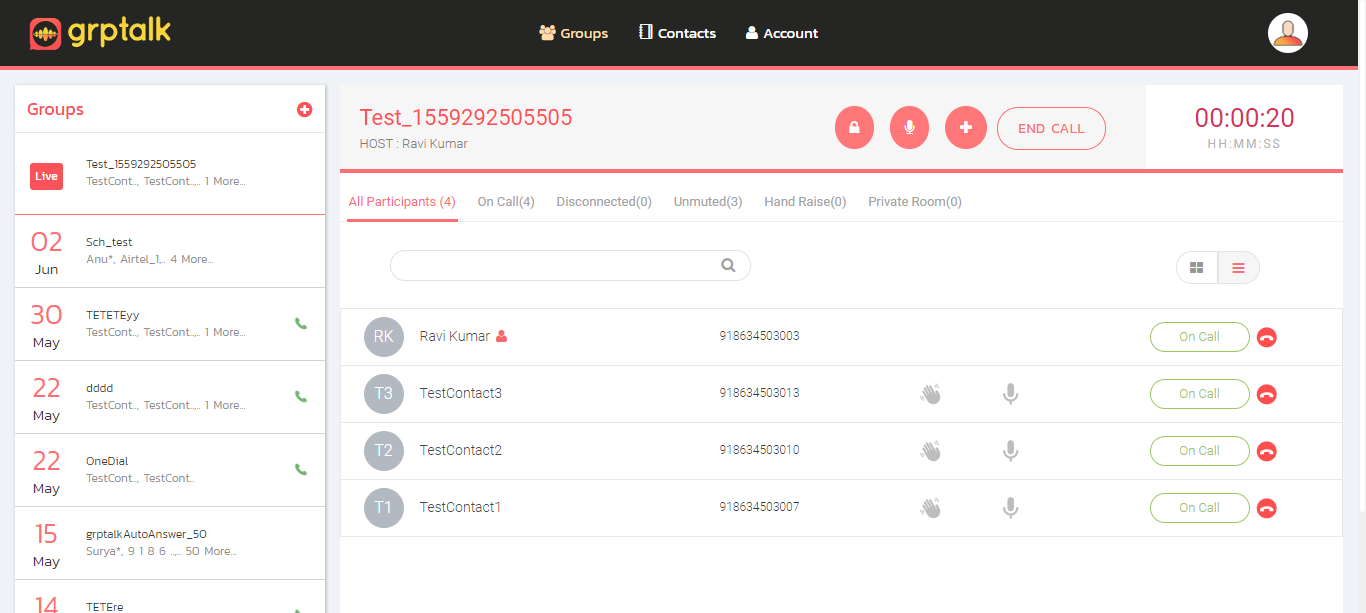 grptalk
Groups
Contacts
Account
Groups
Live
Test_1559292505505
TestCont.., TestCont..,.. 1 More...
02
Jun
Sch_test
Anu*, Airtel_1,.. 4 More...
30
May
TETETEyy
TestCont.., TestCont..,.. 1 More...
22
May
dddd
TestCont.., TestCont..,.. 1 More...
22
May
OneDial
TestCont.., TestCont..
15
May
grptalkAutoAnswer_50
Surya*, 9 1 8 6 ..,.. 50 More...
14
TETEre
Test_1559292505505
HOST : Ravi Kumar
END CALL
00:00:20
HH:MM:SS
All Participants (4)
On Call(4)
Disconnected(0)
Unmuted(3)
Hand Raise(0)
Private Room(0)
RK
Ravi Kumar
918634503003
On Call
T3
TestContact3
918634503013
On Call
T2
TestContact2
918634503010
On Call
T1
TestContact1
918634503007
On Call